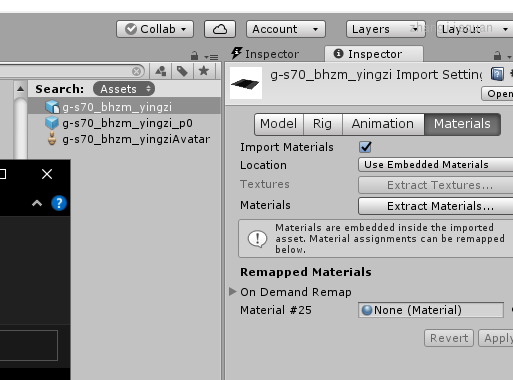 Collab
Account
Layers
Layout
Inspector
Inspector
Search: Assets
g-s70_bhzm_yingzi
g-s70_bhzm_yingzi_p0
g-s70_bhzm_yingziAvatar
g-s70_bhzm_yingzi Import Setting
Open
Model Rig Animation Materials
Import Materials
Location Use Embedded Materials
Textures Extract Textures...
Materials Extract Materials...
Materials are embedded inside the imported
asset. Material assignments can be remapped
below.
Remapped Materials
On Demand Remap
Material #25 None (Material)
Revert Apply